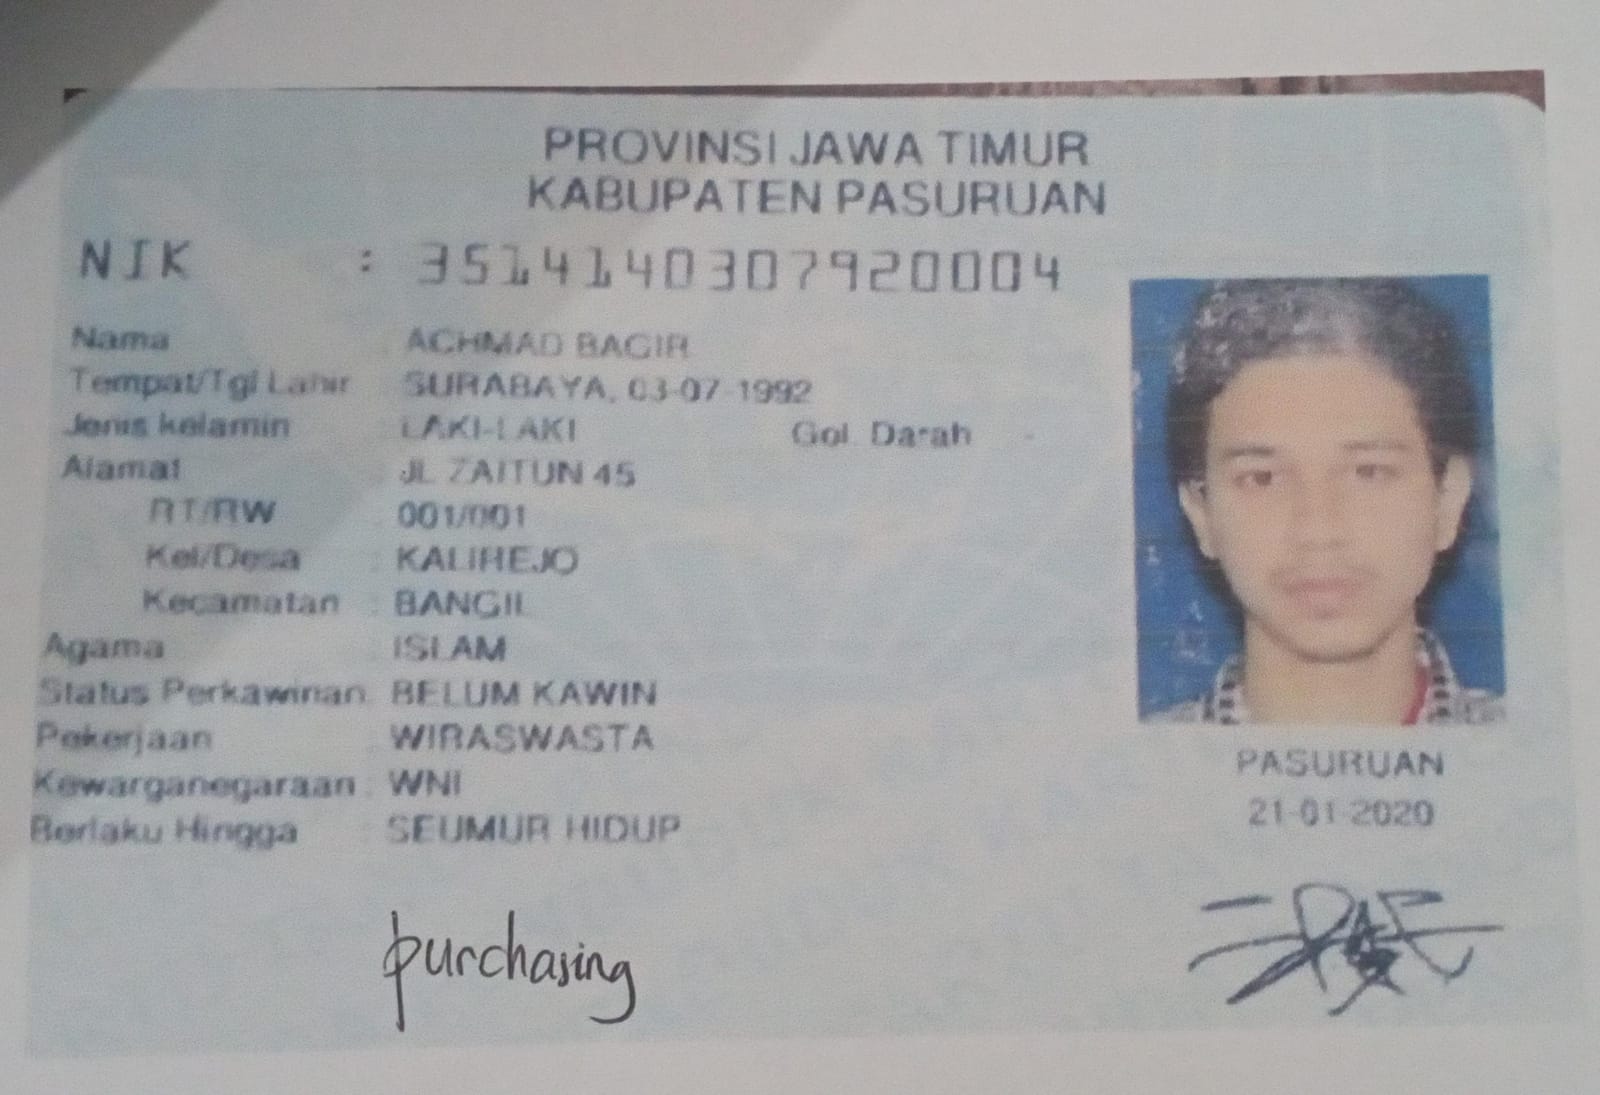 PROVINSI JAWA TIMUR
KABUPATEN PASURUAN
NIK : 3514140307920004
Nama : ACHMAD BAGIR
Tempat/Tgl Lahir : SURABAYA, 03-07-1992
Jenis kelamin : LAKI-LAKI Gol. Darah : -
Alamat : JL ZAITUN 45
RT/RW : 001/001
Kel/Desa : KALIREJO
Kecamatan : BANGIL
Agama : ISLAM
Status Perkawinan : BELUM KAWIN
Pekerjaan : WIRASWASTA
Kewarganegaraan : WNI
Berlaku Hingga : SEUMUR HIDUP
PASURUAN
21-01-2020
purchasing